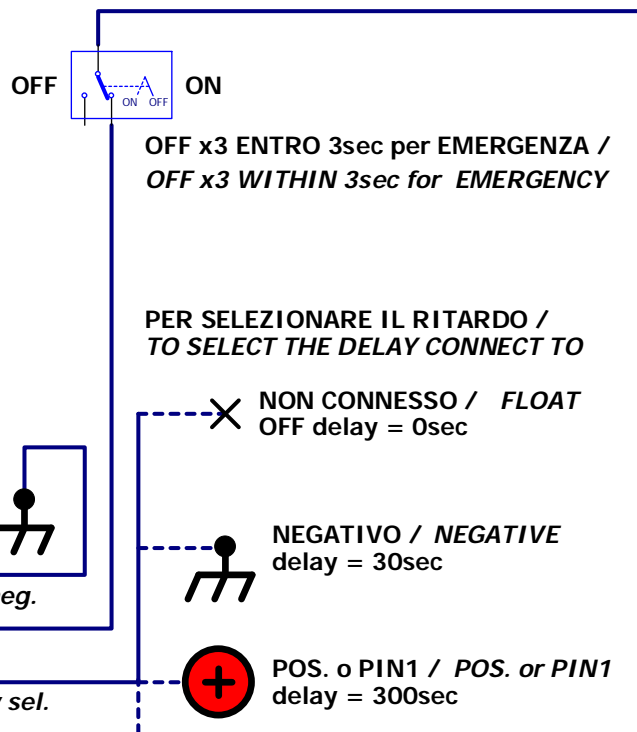 OFF
ON
ON OFF
OFF x3 ENTRO 3sec per EMERGENZA /
OFF x3 WITHIN 3sec for EMERGENCY
PER SELEZIONARE IL RITARDO /
TO SELECT THE DELAY CONNECT TO
NON CONNESSO / FLOAT
OFF delay = 0sec
NEGATIVO / NEGATIVE
delay = 30sec
eg.
POS. o PIN1 / POS. or PIN1
delay = 300sec
sel.